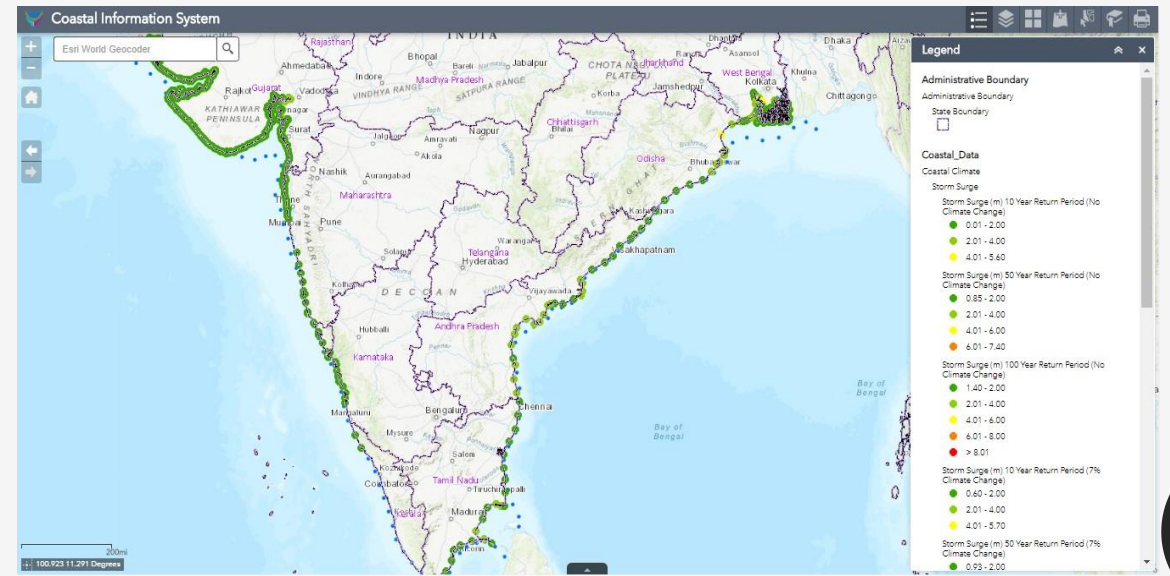 Coastal Information System
Esri World Geocoder
INDIA
Rajasthan
Bhopal
Bareli
Jabalpur
Ahmedabad
Indore
Madhya Pradesh
VINDHYA RANGE
SATPURA RANGE
CHOTA
PLATEAU
Jharkhand
Ranchi
Dhanbad
Asansol
Dhaka
West Bengal
Kolkata
Khulna
Jamshedpur
Chittagong
Rajkot
Gujarat
Vadodara
KATHIAWAR
PENINSULA
Surat
Korba
Chhattisgarh
Bhilai
Jalgaon
Amravati
Nagpur
Akola
Odisha
Nashik
Aurangabad
Maharashtra
Pune
Warangal
Solapur
Telangana
Hyderabad
DECCAN
Vijayawada
Hubballi
Andhra Pradesh
Karnataka
Bengaluru
Chennai
Mysuru
Salem
Kozhikode
Tamil Nadu
Bay of
Bengal
Bay of
Bengal
200mi
100.923 11.291 Degrees
Legend
Administrative Boundary
Administrative Boundary
State Boundary
Coastal_Data
Coastal Climate
Storm Surge
Storm Surge (m) 10 Year Return Period (No
Climate Change)
0.01 - 2.00
2.01 - 4.00
4.01 - 5.60
Storm Surge (m) 50 Year Return Period (No
Climate Change)
0.85 - 2.00
2.01 - 4.00
4.01 - 6.00
6.01 - 7.40
Storm Surge (m) 100 Year Return Period (No
Climate Change)
1.40 - 2.00
2.01 - 4.00
4.01 - 6.00
6.01 - 8.00
> 8.01
Storm Surge (m) 10 Year Return Period (7%
Climate Change)
0.60 - 2.00
2.01 - 4.00
4.01 - 5.70
Storm Surge (m) 50 Year Return Period (7%
Climate Change)
0.93 - 2.00